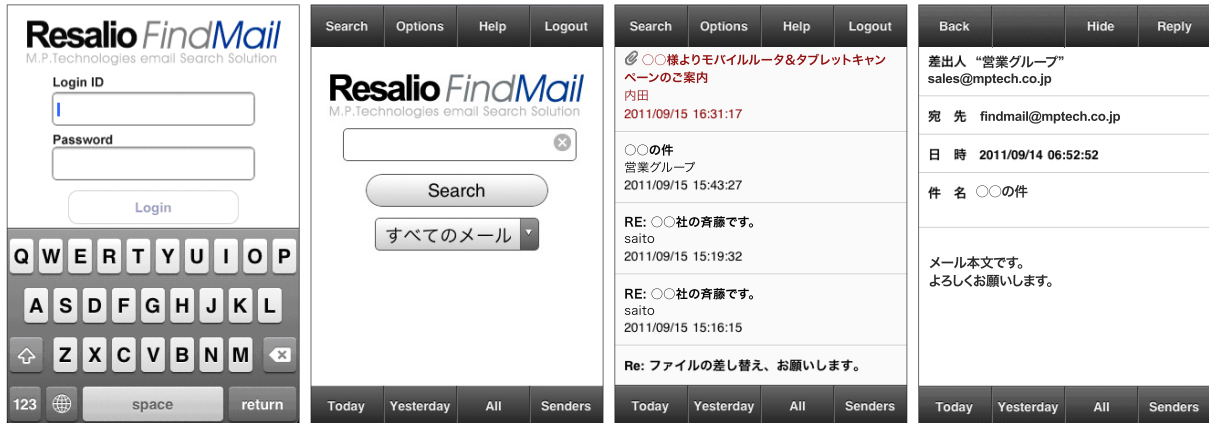 Resalio FindMail
M.P.Technologies email Search Solution
Login ID
Password
Login
Q W E R T Y U I O P
A S D F G H J K L
Z X C V B N M
123 space return
Search Options Help Logout
Resalio FindMail
M.P.Technologies email Search Solution
Search
すべてのメール
Today Yesterday All Senders
Search Options Help Logout
○○様よりモバイルルータ&タブレットキャン
ペーンのご案内
内田
2011/09/15 16:31:17
○○の件
営業グループ
2011/09/15 15:43:27
RE: ○○社の斉藤です。
saito
2011/09/15 15:19:32
RE: ○○社の斉藤です。
saito
2011/09/15 15:16:15
Re: ファイルの差し替え、お願いします。
Today Yesterday All Senders
Back Hide Reply
差出人 “営業グループ”
sales@mptech.co.jp
宛 先 findmail@mptech.co.jp
日 時 2011/09/14 06:52:52
件 名 ○○の件
メール本文です。
よろしくお願いします。
Today Yesterday All Senders